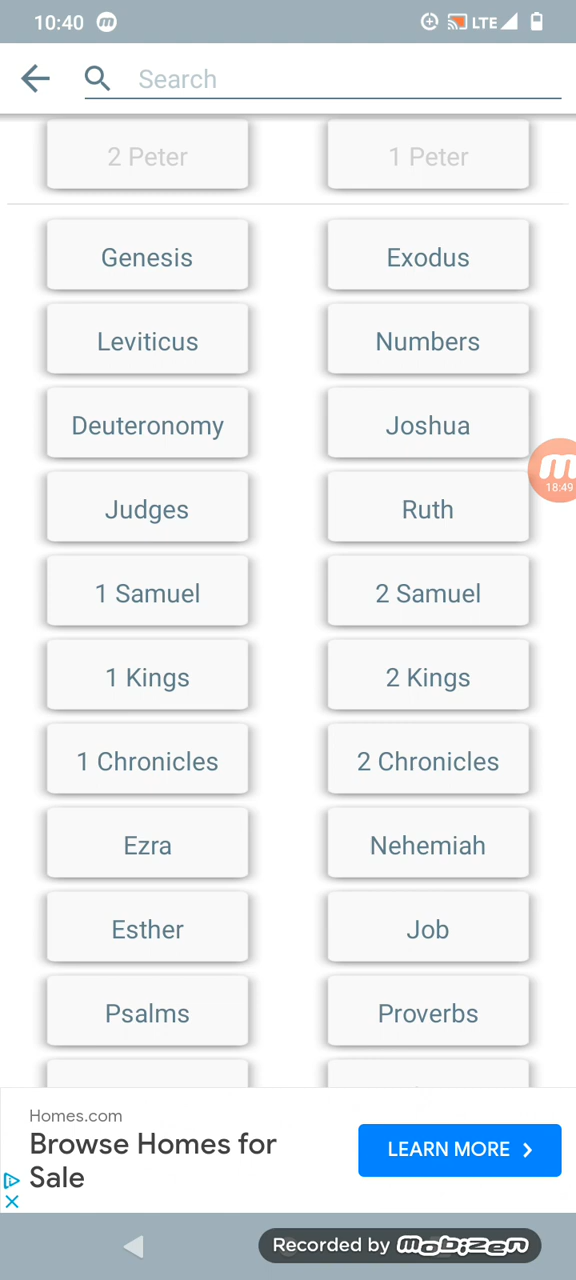 10:40 m LTE
Search
2 Peter 1 Peter
Genesis Exodus
Leviticus Numbers
Deuteronomy Joshua
Judges Ruth
m
18:49
1 Samuel 2 Samuel
1 Kings 2 Kings
1 Chronicles 2 Chronicles
Ezra Nehemiah
Esther Job
Psalms Proverbs
Homes.com
Browse Homes for
Sale
LEARN MORE
Recorded by mobizen